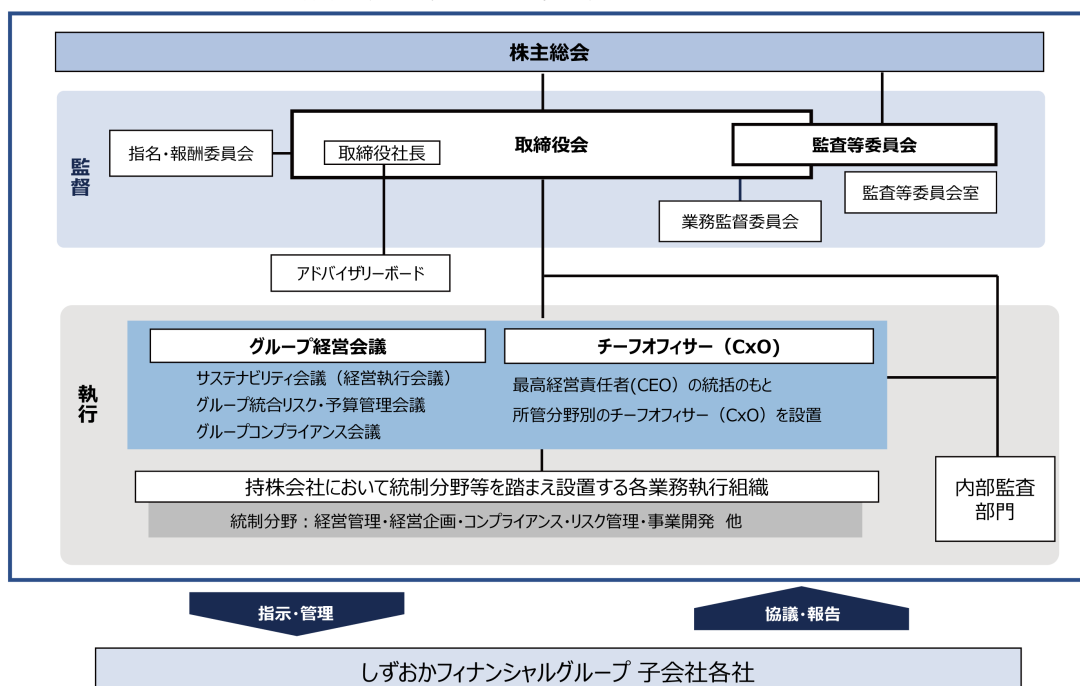 株主総会
監督
指名・報酬委員会
取締役社長
取締役会
監査等委員会
監査等委員会室
業務監督委員会
アドバイザリーボード
執行
グループ経営会議
サステナビリティ会議（経営執行会議）
グループ統合リスク・予算管理会議
グループコンプライアンス会議
チーフオフィサー（CxO)
最高経営責任者(CEO）の統括のもと
所管分野別のチーフオフィサー（CxO）を設置
持株会社において統制分野等を踏まえ設置する各業務執行組織
統制分野：経営管理・経営企画・コンプライアンス・リスク管理・事業開発 他
内部監査
部門
指示・管理
協議・報告
しずおかフィナンシャルグループ 子会社各社